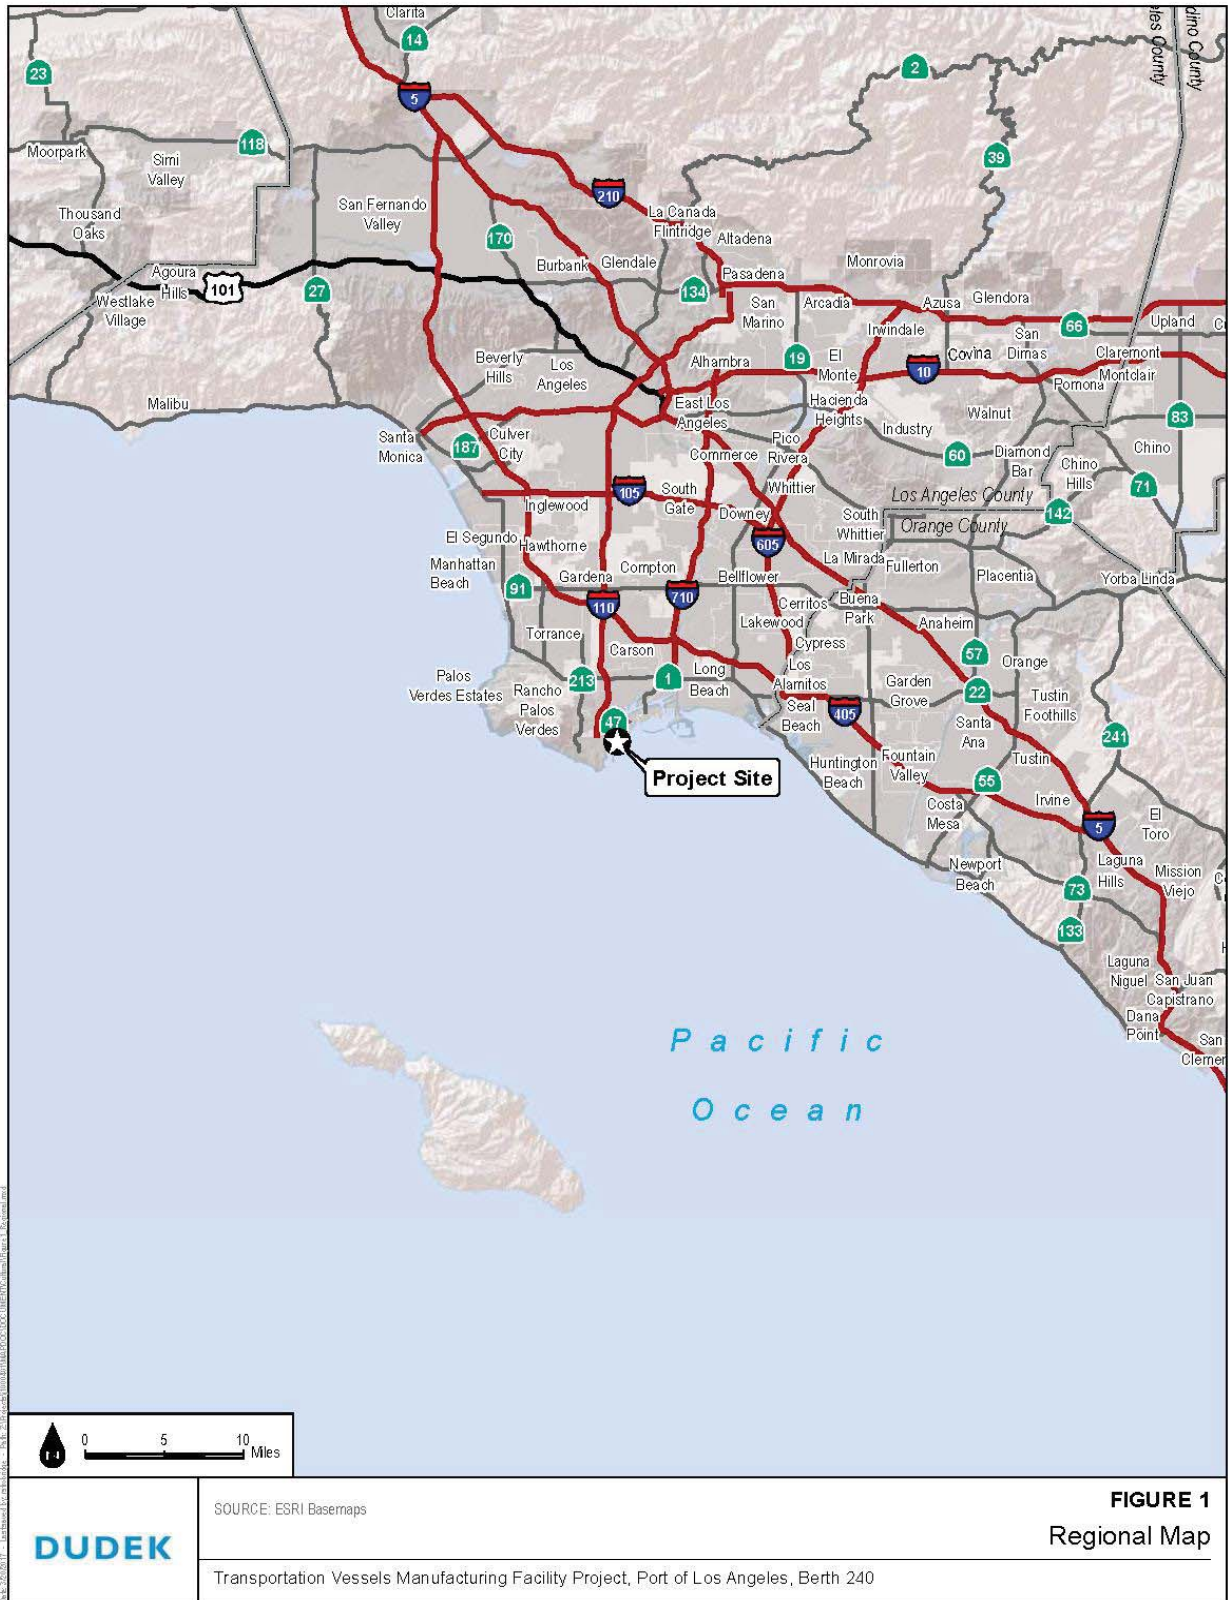 Clarita
14
23
2
5
118
39
Moorpark
Simi
Valley
210
San Fernando
Valley
La Canada
Flintridge
Thousand
Oaks
170
Altadena
Burbank
Glendale
Monrovia
Agoura
Hills
101
27
134
Pasadena
Westlake
Village
San
Marino
Arcadia
Azusa
Glendora
Irwindale
66
Upland
San
Dimas
Beverly
Hills
Los
Angeles
Alhambra
19
El
Monte
10
Covina
Claremont
Montclair
Pomona
Malibu
East Los
Angeles
Hacienda
Heights
Walnut
83
Santa
Monica
187
Culver
City
Industry
Pico
Rivera
Commerce
60
Diamond
Bar
Chino
Chino
Hills
71
Whittier
Los Angeles County
Orange County
105
South
Gate
Inglewood
Downey
South
Whittier
142
El Segundo
Hawthorne
605
La Mirada
Fullerton
Manhattan
Beach
Compton
Gardena
Bellflower
Placentia
Yorba Linda
91
110
710
Cerritos
Buena
Park
Lakewood
Anaheim
Torrance
Carson
Cypress
57
Orange
Palos
Verdes Estates
Rancho
Palos
Verdes
213
1
Long
Beach
Los
Alamitos
Garden
Grove
22
Tustin
Foothills
47
Seal
Beach
405
Santa
Ana
241
Project Site
Huntington
Beach
Fountain
Valley
Tustin
55
Irvine
Costa
Mesa
5
El
Toro
Newport
Beach
Laguna
Hills
Mission
Viejo
73
133
Laguna
Niguel
San Juan
Capistrano
Dana
Point
San
Pacific
Ocean
0 5 10
Miles
DUDEK
SOURCE: ESRI Basemaps
FIGURE 1
Regional Map
Transportation Vessels Manufacturing Facility Project, Port of Los Angeles, Berth 240